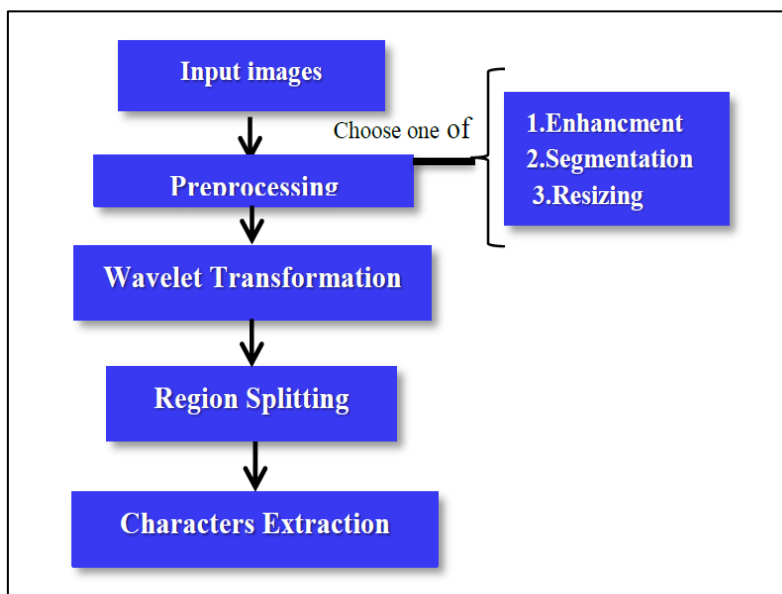 Input images
Choose one of
Preprocessing
1.Enhancment
2.Segmentation
3.Resizing
Wavelet Transformation
Region Splitting
Characters Extraction